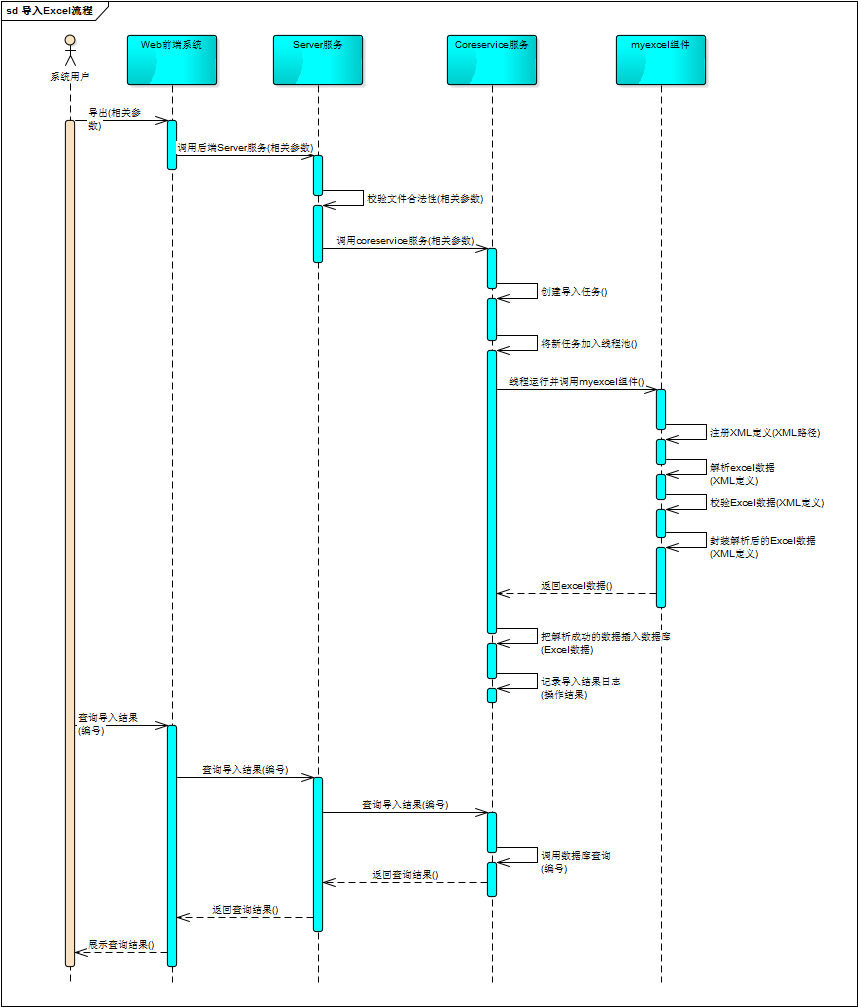 sd 导入Excel流程
系统用户
Web前端系统
Server服务
Coreservice服务
myexcel组件
导出(相关参
数)
调用后端Server服务(相关参数)
校验文件合法性(相关参数)
调用coreservice服务(相关参数)
创建导入任务()
将新任务加入线程池()
线程运行并调用myexcel组件()
注册XML定义(XML路径)
解析excel数据
(XML定义)
校验Excel数据(XML定义)
封装解析后的Excel数据
(XML定义)
返回excel数据()
把解析成功的数据插入数据库
(Excel数据)
记录导入结果日志
(操作结果)
查询导入结果
(编号)
查询导入结果(编号)
查询导入结果(编号)
调用数据库查询
(编号)
返回查询结果()
返回查询结果()
展示查询结果()